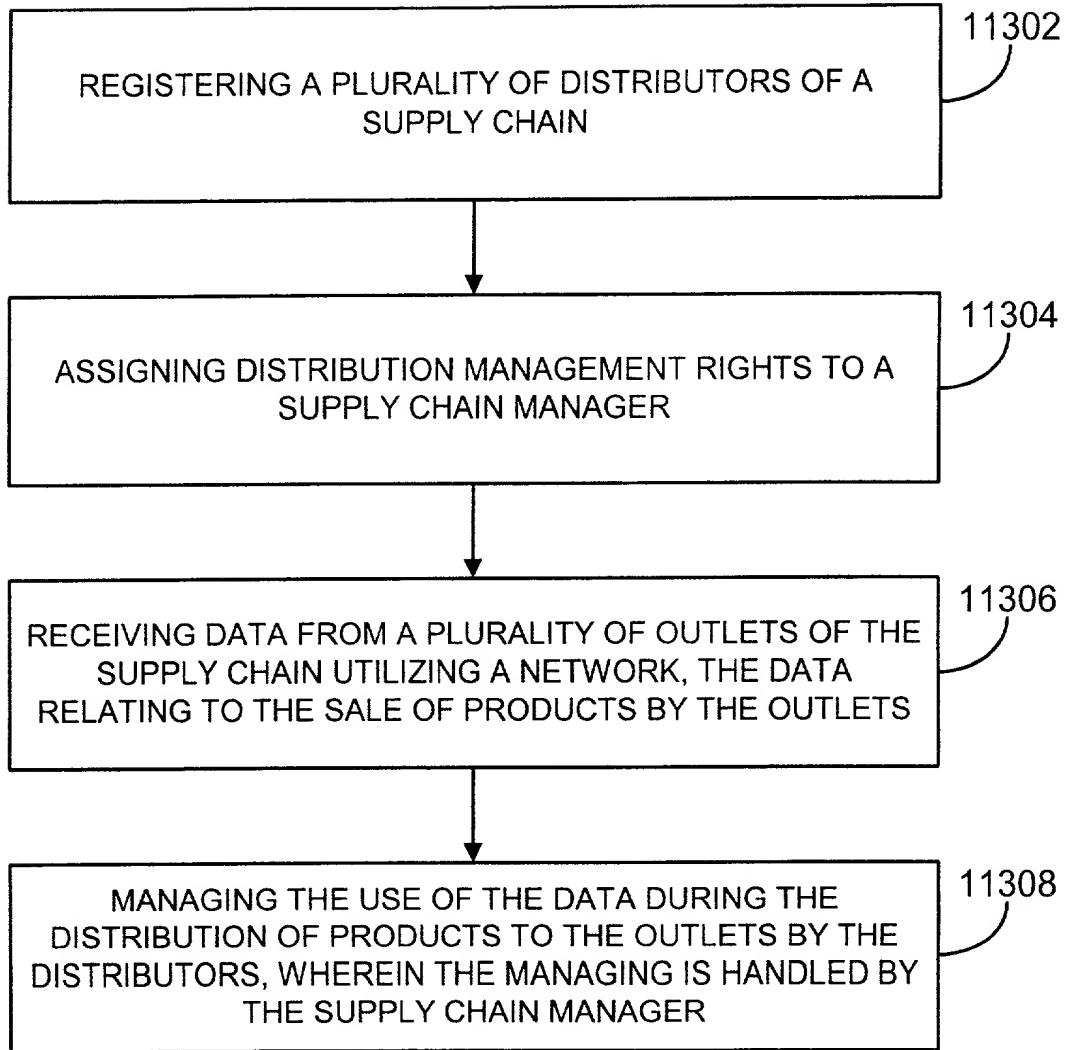 11302
REGISTERING A PLURALITY OF DISTRIBUTORS OF A
SUPPLY CHAIN
11304
ASSIGNING DISTRIBUTION MANAGEMENT RIGHTS TO A
SUPPLY CHAIN MANAGER
11306
RECEIVING DATA FROM A PLURALITY OF OUTLETS OF THE
SUPPLY CHAIN UTILIZING A NETWORK, THE DATA
RELATING TO THE SALE OF PRODUCTS BY THE OUTLETS
11308
MANAGING THE USE OF THE DATA DURING THE
DISTRIBUTION OF PRODUCTS TO THE OUTLETS BY THE
DISTRIBUTORS, WHEREIN THE MANAGING IS HANDLED BY
THE SUPPLY CHAIN MANAGER